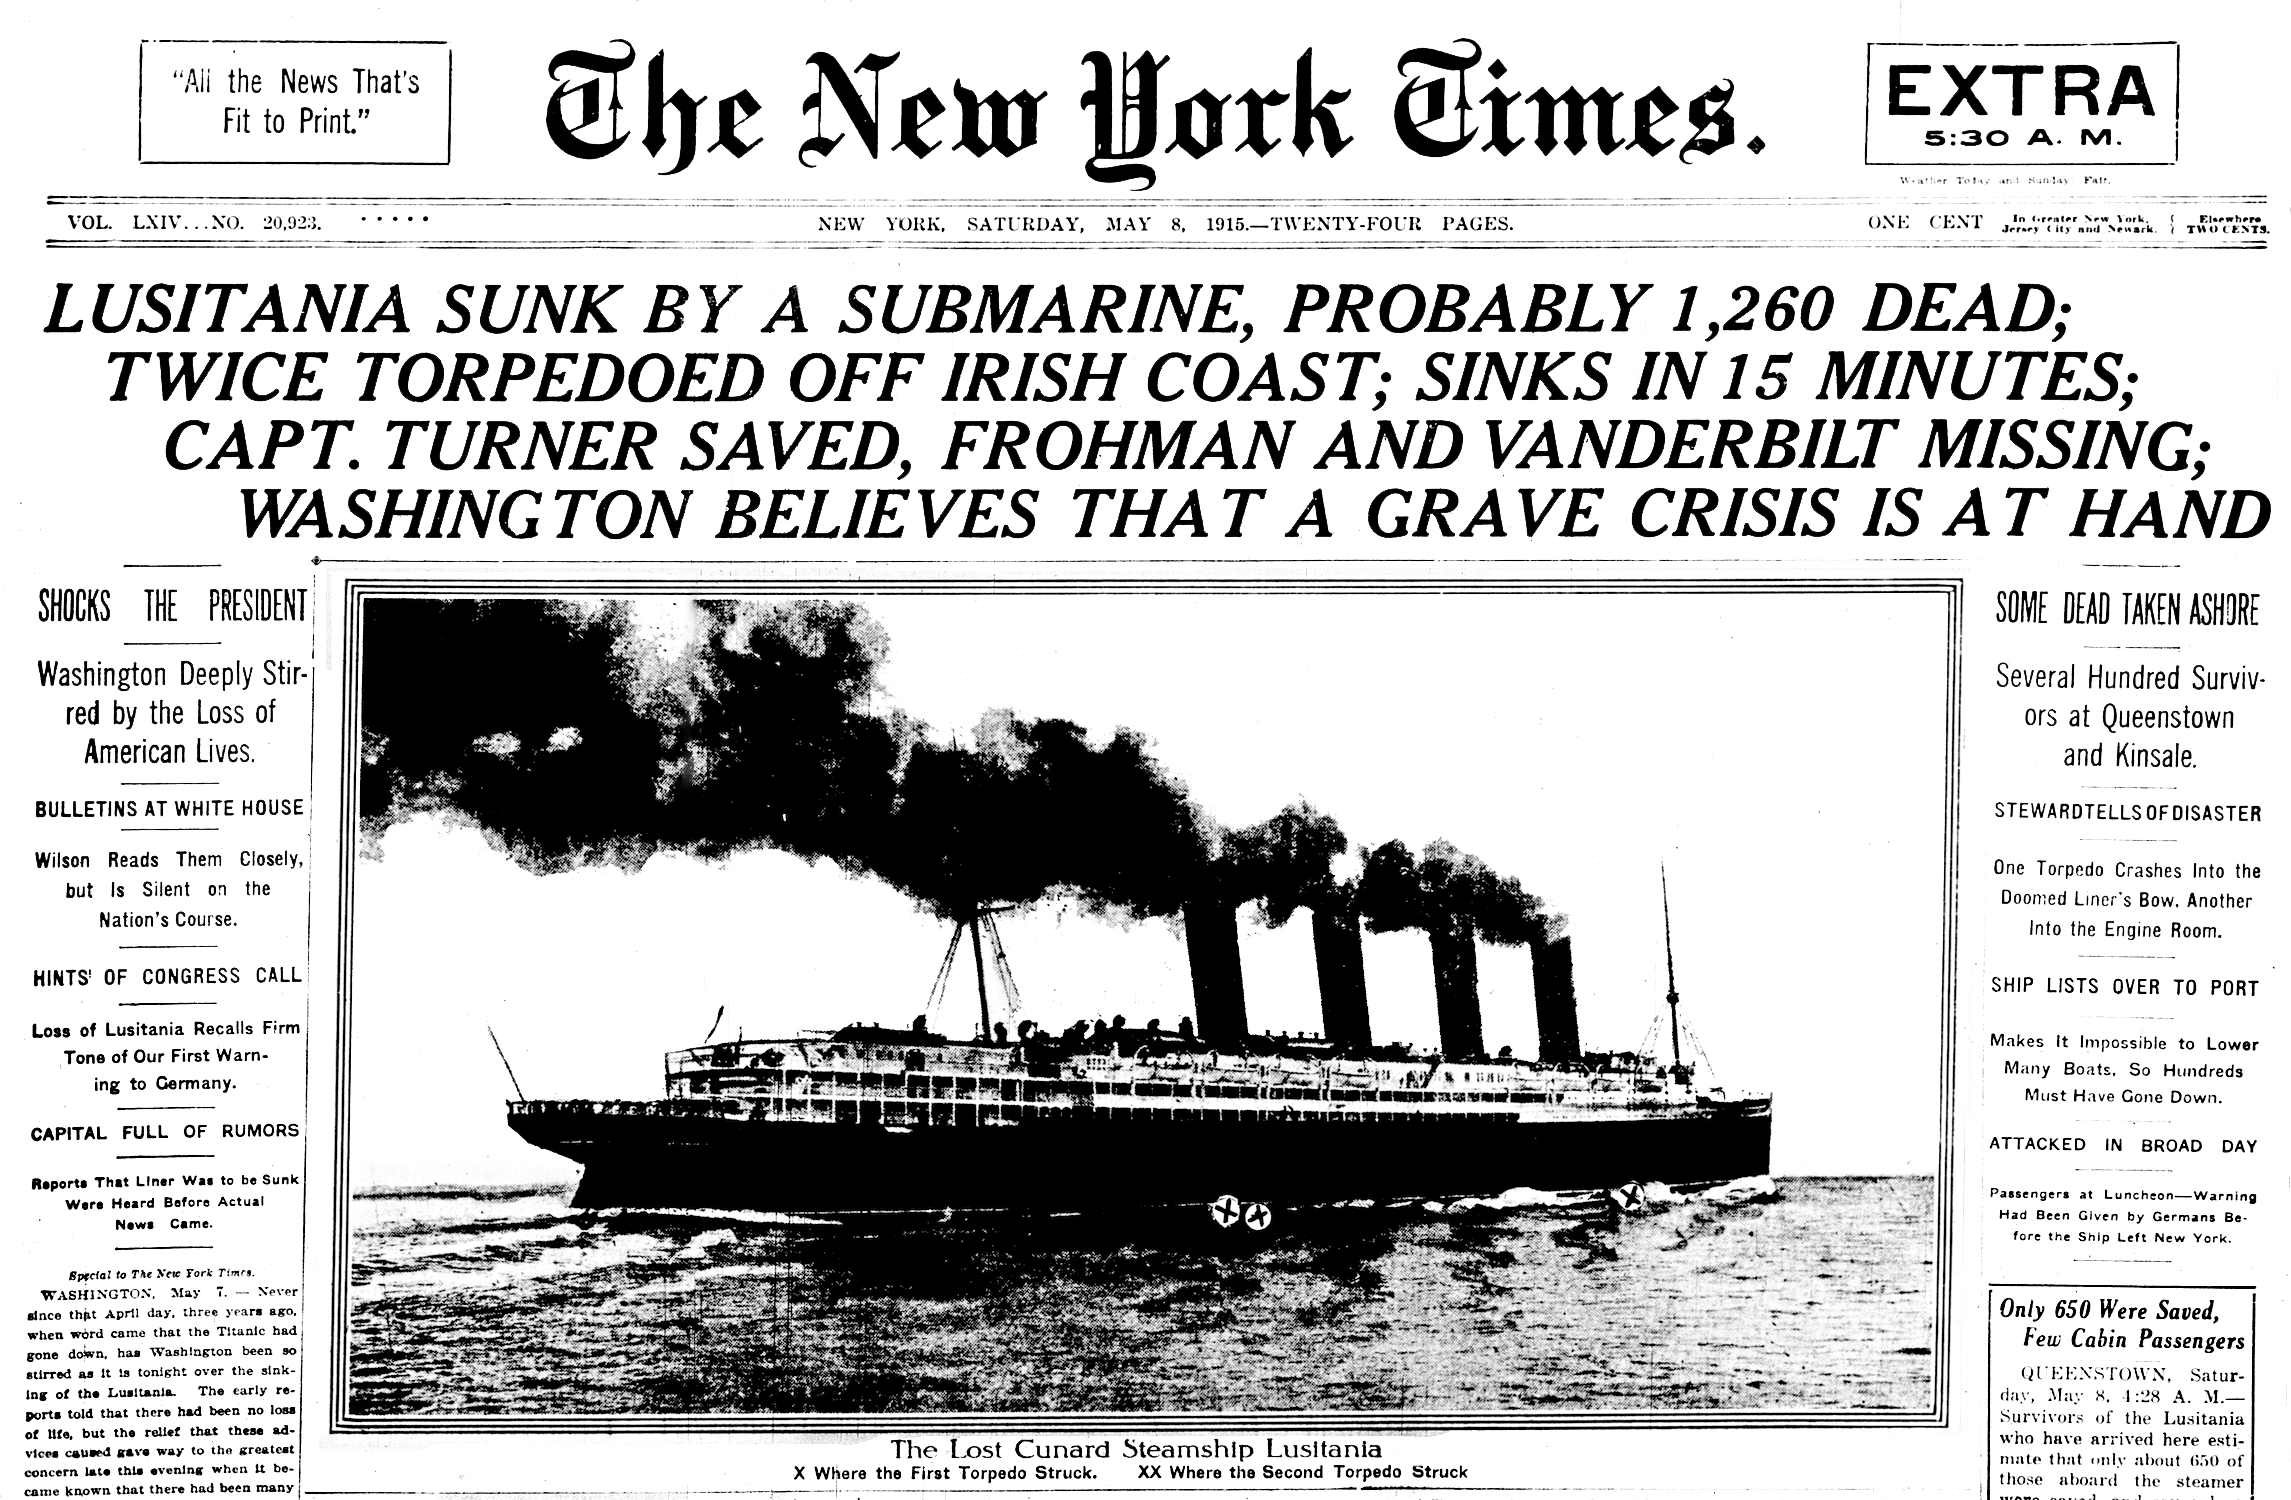 "All the News That's
Fit to Print."
The New York Times.
EXTRA
5:30 A. M.
Weather Today and Sunday, Fair.
VOL. LXIV...NO. 20,923. . . . . .
NEW YORK, SATURDAY, MAY 8, 1915.—TWENTY-FOUR PAGES.
ONE CENT In Greater New York, Jersey City and Newark. { Elsewhere TWO CENTS.
LUSITANIA SUNK BY A SUBMARINE, PROBABLY 1,260 DEAD;
TWICE TORPEDOED OFF IRISH COAST; SINKS IN 15 MINUTES;
CAPT. TURNER SAVED, FROHMAN AND VANDERBILT MISSING;
WASHINGTON BELIEVES THAT A GRAVE CRISIS IS AT HAND
SHOCKS THE PRESIDENT
Washington Deeply Stir-
red by the Loss of
American Lives.
BULLETINS AT WHITE HOUSE
Wilson Reads Them Closely,
but Is Silent on the
Nation's Course.
HINTS' OF CONGRESS CALL
Loss of Lusitania Recalls Firm
Tone of Our First Warn-
ing to Germany.
CAPITAL FULL OF RUMORS
Reports That Liner Was to be Sunk
Were Heard Before Actual
News Came.
Special to The New York Times.
WASHINGTON, May 7. — Never
since that April day, three years ago,
when word came that the Titanic had
gone down, has Washington been so
stirred as it is tonight over the sink-
ing of the Lusitania. The early re-
ports told that there had been no loss
of life, but the relief that these ad-
vices caused gave way to the greatest
concern late this evening when it be-
came known that there had been many
The Lost Cunard Steamship Lusitania
X Where the First Torpedo Struck. XX Where the Second Torpedo Struck
SOME DEAD TAKEN ASHORE
Several Hundred Surviv-
ors at Queenstown
and Kinsale.
STEWARD TELLS OF DISASTER
One Torpedo Crashes Into the
Doomed Liner's Bow, Another
Into the Engine Room.
SHIP LISTS OVER TO PORT
Makes It Impossible to Lower
Many Boats, So Hundreds
Must Have Gone Down.
ATTACKED IN BROAD DAY
Passengers at Luncheon—Warning
Had Been Given by Germans Be-
fore the Ship Left New York.
Only 650 Were Saved,
Few Cabin Passengers
QUEENSTOWN, Satur-
day, May 8, 4:28 A. M.—
Survivors of the Lusitania
who have arrived here esti-
mate that only about 650 of
those aboard the steamer